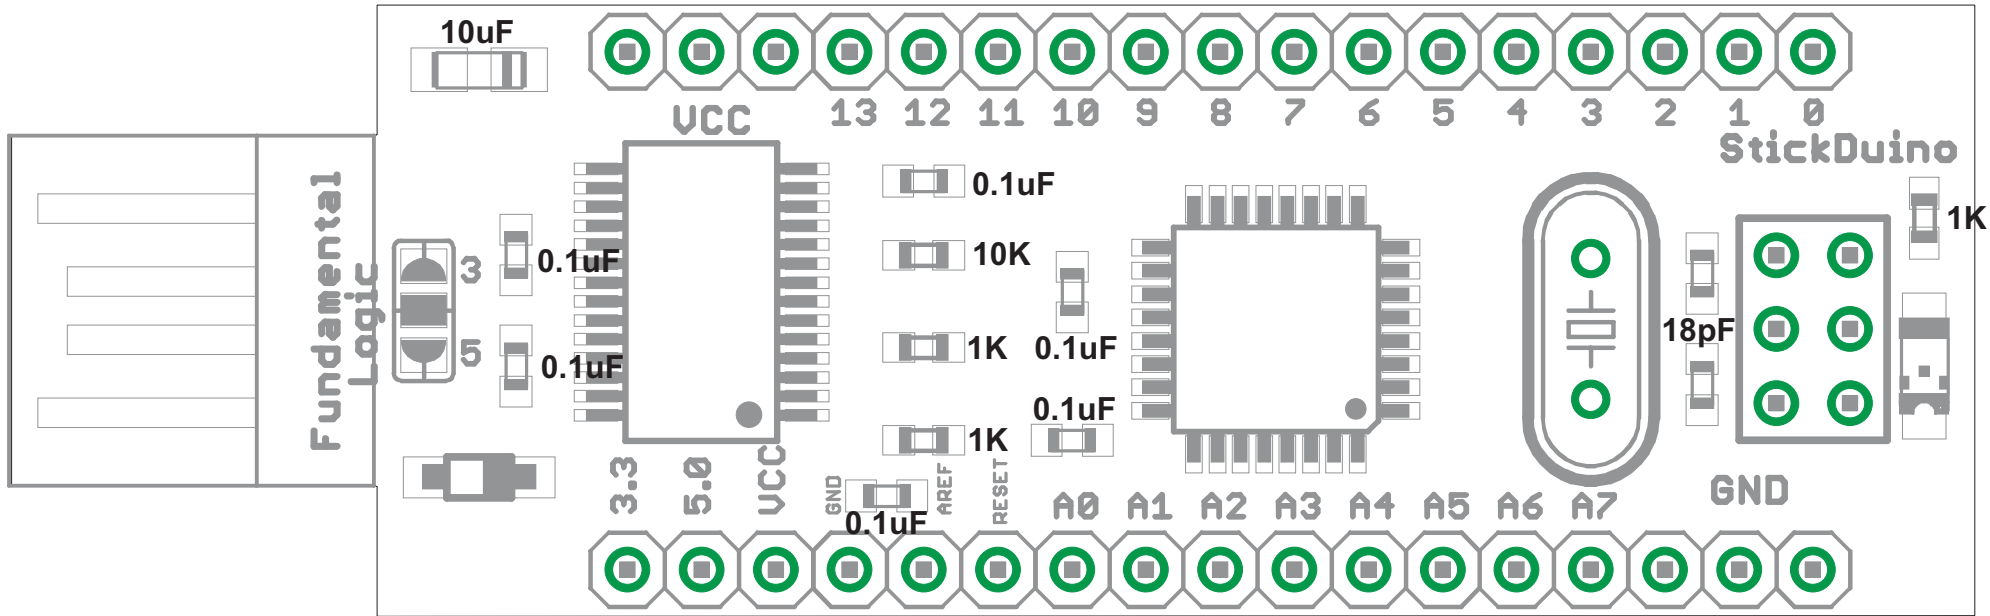 10uF
VCC
13 12 11 10 9 8 7 6 5 4 3 2 1 0
StickDuino
Fundamental
Logic
3
5
0.1uF
0.1uF
0.1uF
10K
1K
1K
0.1uF
0.1uF
0.1uF
18pF
1K
3.3 5.0 VCC GND AREF RESET A0 A1 A2 A3 A4 A5 A6 A7
GND